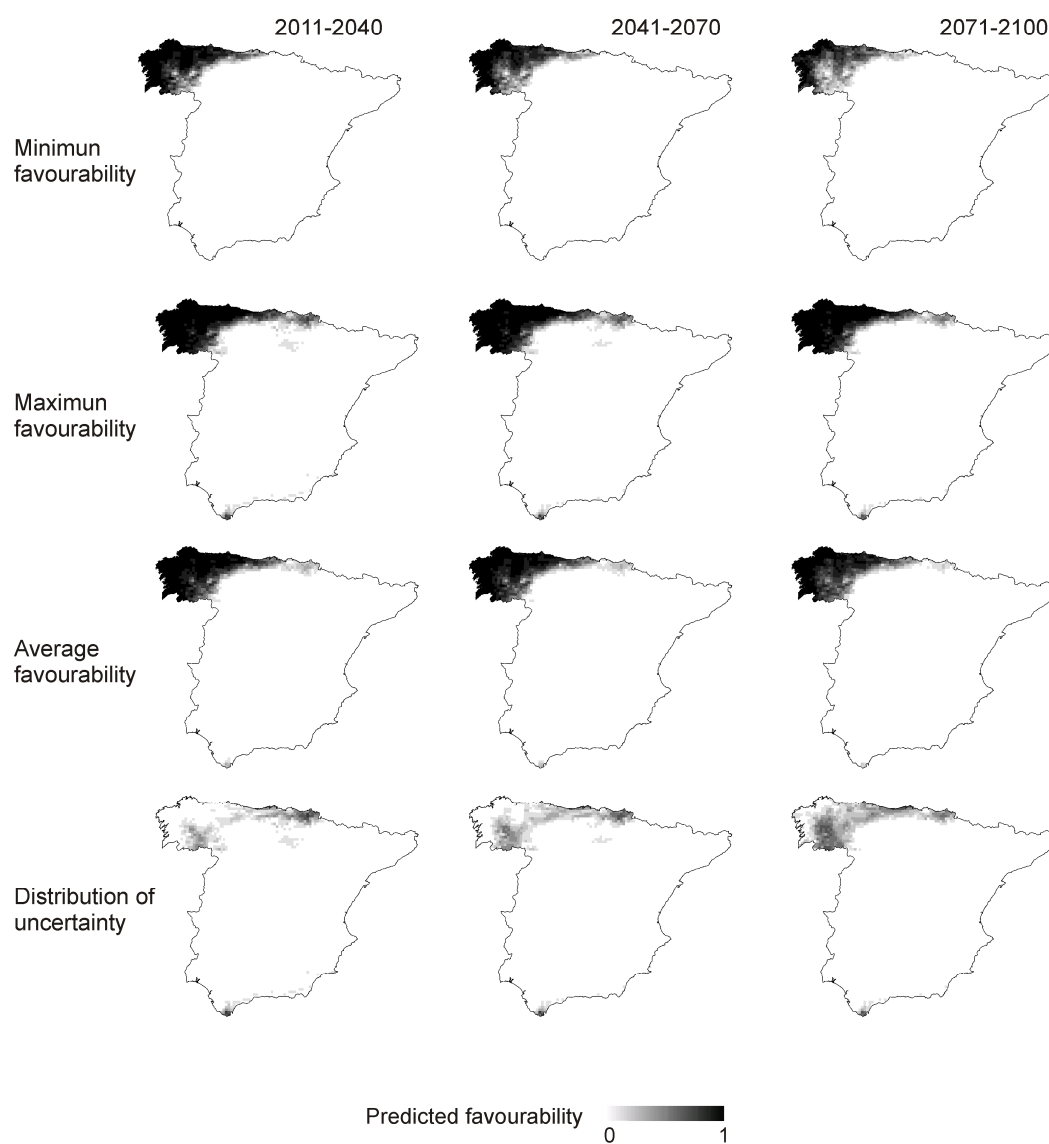 2011-2040
2041-2070
2071-2100
Minimun
favourability
Maximun
favourability
Average
favourability
Distribution of
uncertainty
Predicted favourability
0
1